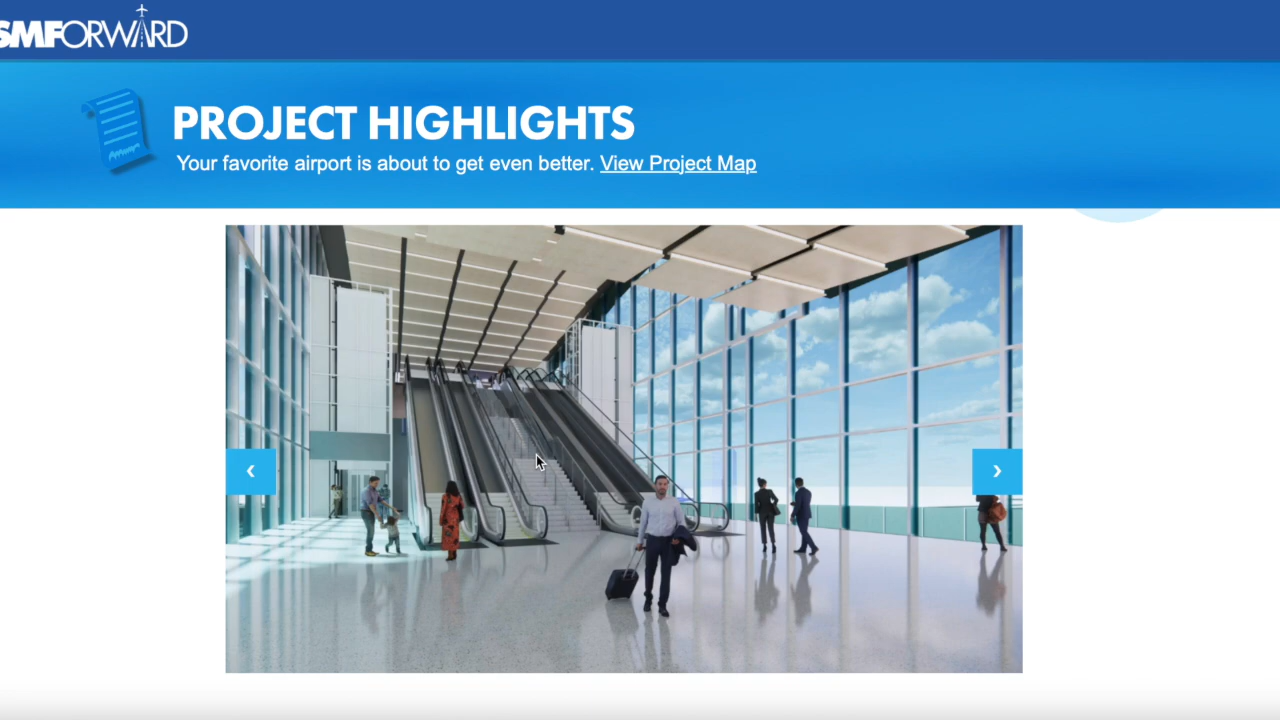 SMFORWARD
PROJECT HIGHLIGHTS
Your favorite airport is about to get even better. View Project Map
‹
›